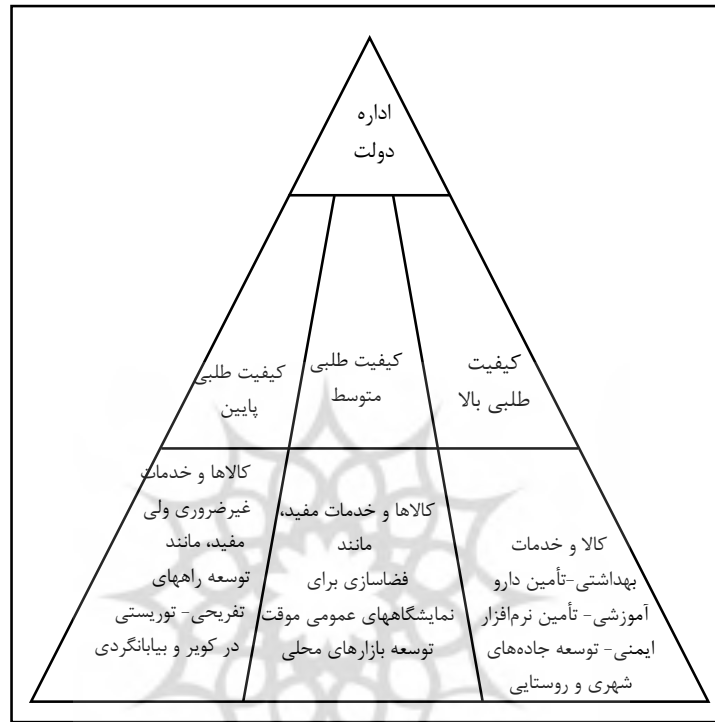 اداره
دولت
کیفیت
طلبی بالا
کیفیت طلبی
متوسط
کیفیت طلبی
پایین
کالا و خدمات
بهداشتی-تأمین دارو
آموزشی- تأمین نرم‌افزار
ایمنی- توسعه جاده‌های
شهری و روستایی
کالاها و خدمات مفید،
مانند
فضاسازی برای
نمایشگاههای عمومی موقت
توسعه بازارهای محلی
کالاها و خدمات
غیرضروری ولی
مفید، مانند
توسعه راههای
تفریحی- توریستی
در کویر و بیابانگردی